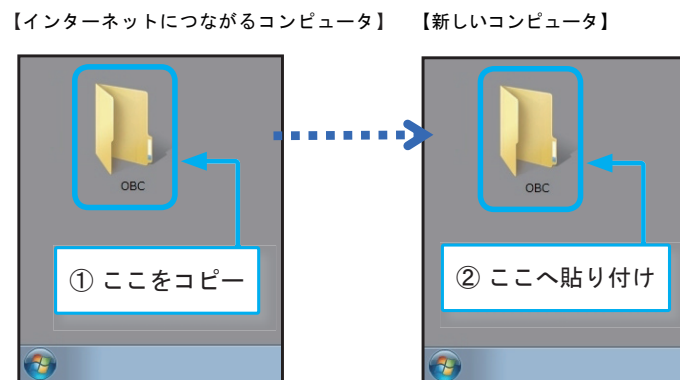 【インターネットにつながるコンピュータ】
【新しいコンピュータ】
OBC
① ここをコピー
OBC
② ここへ貼り付け